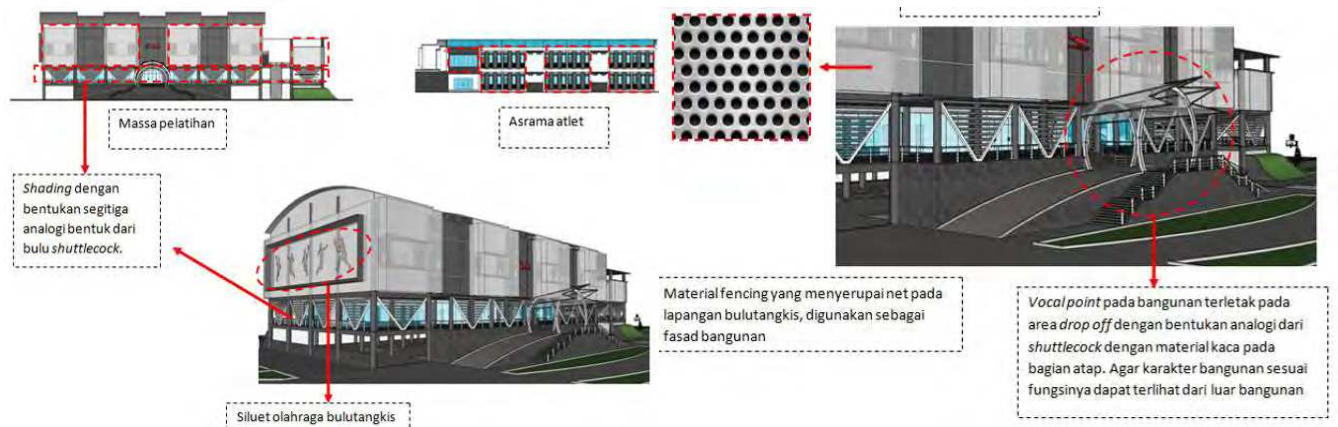 Massa pelatihan
Asrama atlet
Shading dengan
bentukan segitiga
analogi bentuk dari
bulu shuttlecock.
Siluet olahraga bulutangkis
Material fencing yang menyerupai net pada
lapangan bulutangkis, digunakan sebagai
fasad bangunan
Vocal point pada bangunan terletak pada
area drop off dengan bentukan analogi dari
shuttlecock dengan material kaca pada
bagian atap. Agar karakter bangunan sesuai
fungsinya dapat terlihat dari luar bangunan